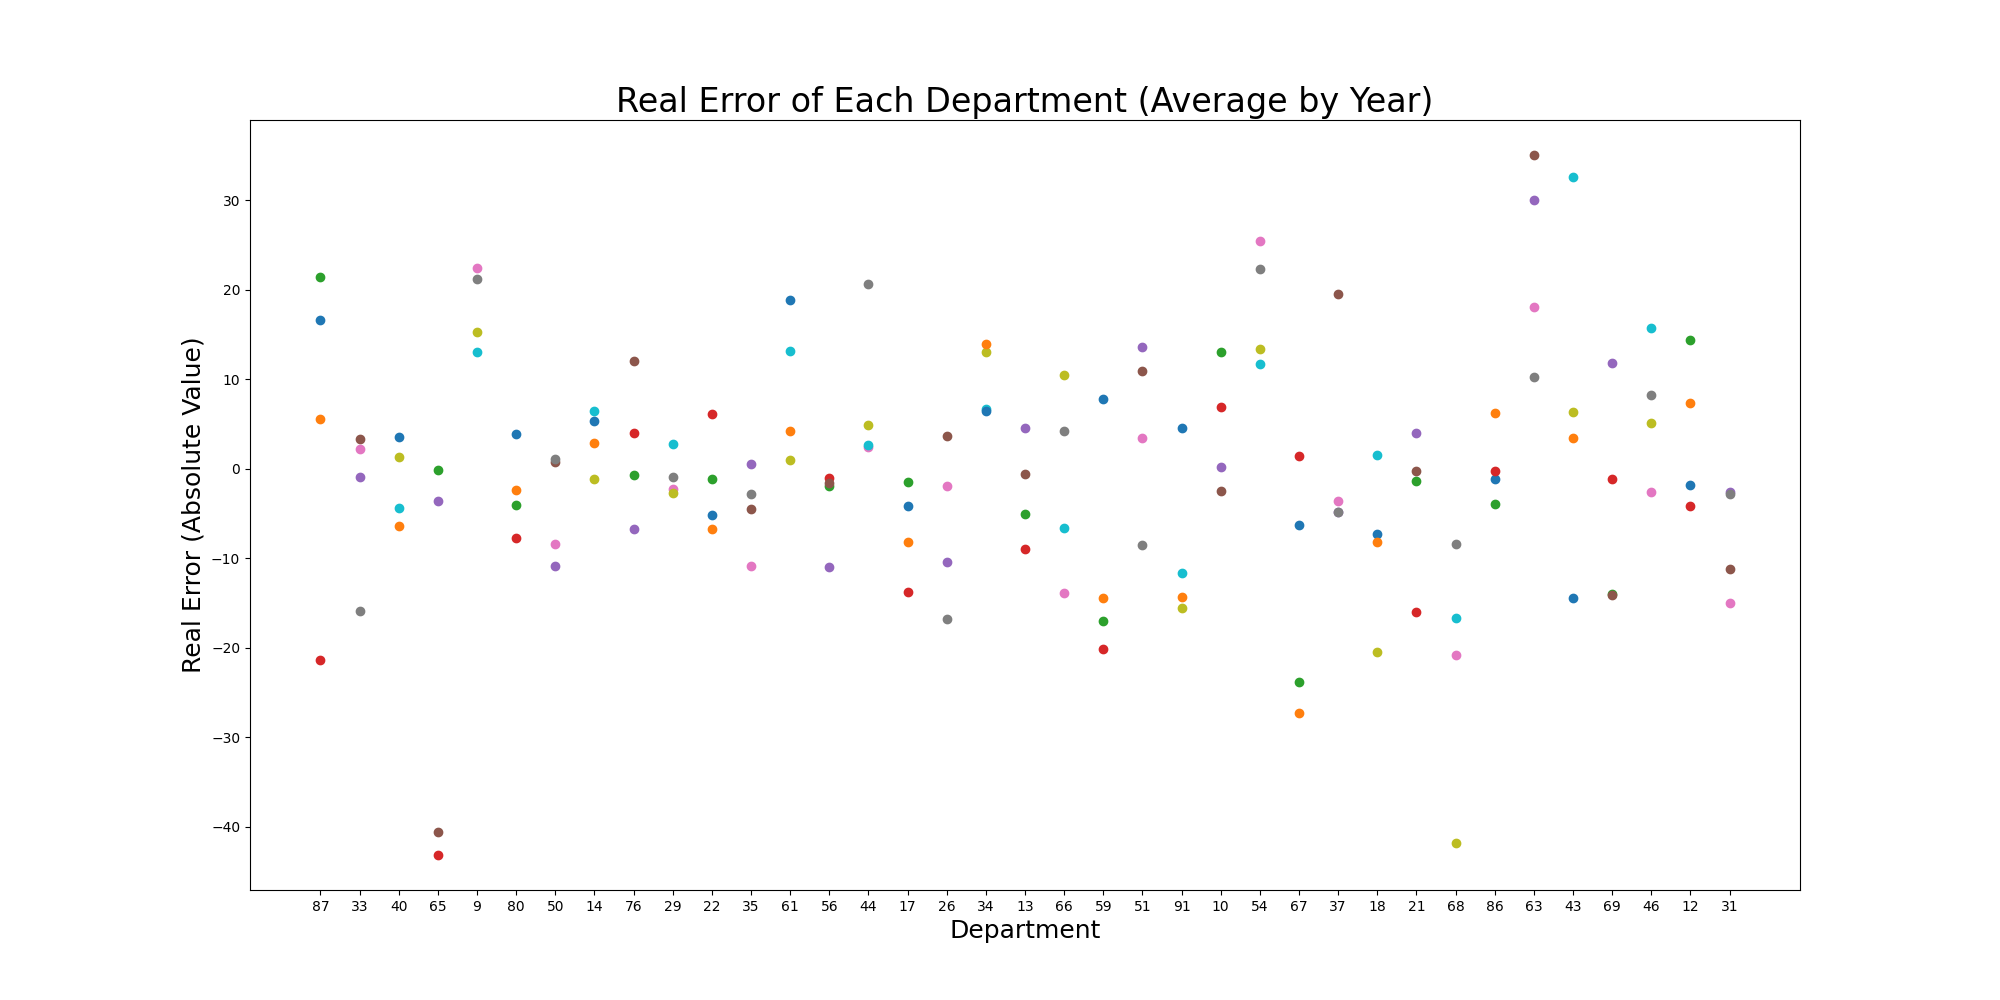 Real Error of Each Department (Average by Year)
Real Error (Absolute Value)
30
20
10
0
−10
−20
−30
−40
87 33 40 65 9 80 50 14 76 29 22 35 61 56 44 17 26 34 13 66 59 51 91 10 54 67 37 18 21 68 86 63 43 69 46 12 31
Department